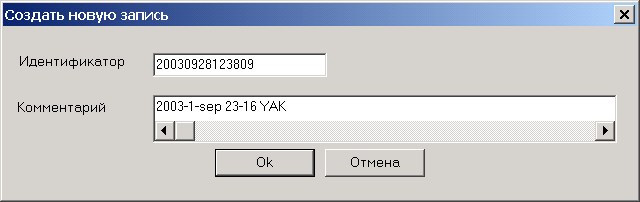 Создать новую запись
Идентификатор 20030928123809
Комментарий 2003-1-sep 23-16 YAK
Ok Отмена